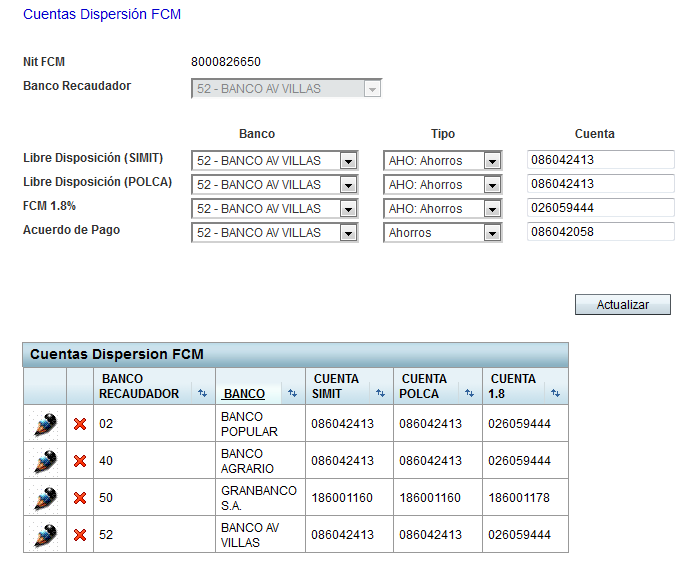 Cuentas Dispersión FCM
Nit FCM 8000826650
Banco Recaudador 52 - BANCO AV VILLAS
Banco Tipo Cuenta
Libre Disposición (SIMIT) 52 - BANCO AV VILLAS AHO: Ahorros 086042413
Libre Disposición (POLCA) 52 - BANCO AV VILLAS AHO: Ahorros 086042413
FCM 1.8% 52 - BANCO AV VILLAS AHO: Ahorros 026059444
Acuerdo de Pago 52 - BANCO AV VILLAS Ahorros 086042058
Actualizar
Cuentas Dispersion FCM
BANCO RECAUDADOR BANCO CUENTA SIMIT CUENTA POLCA CUENTA 1.8
02 BANCO POPULAR 086042413 086042413 026059444
40 BANCO AGRARIO 086042413 086042413 026059444
50 GRANBANCO S.A. 186001160 186001160 186001178
52 BANCO AV VILLAS 086042413 086042413 026059444